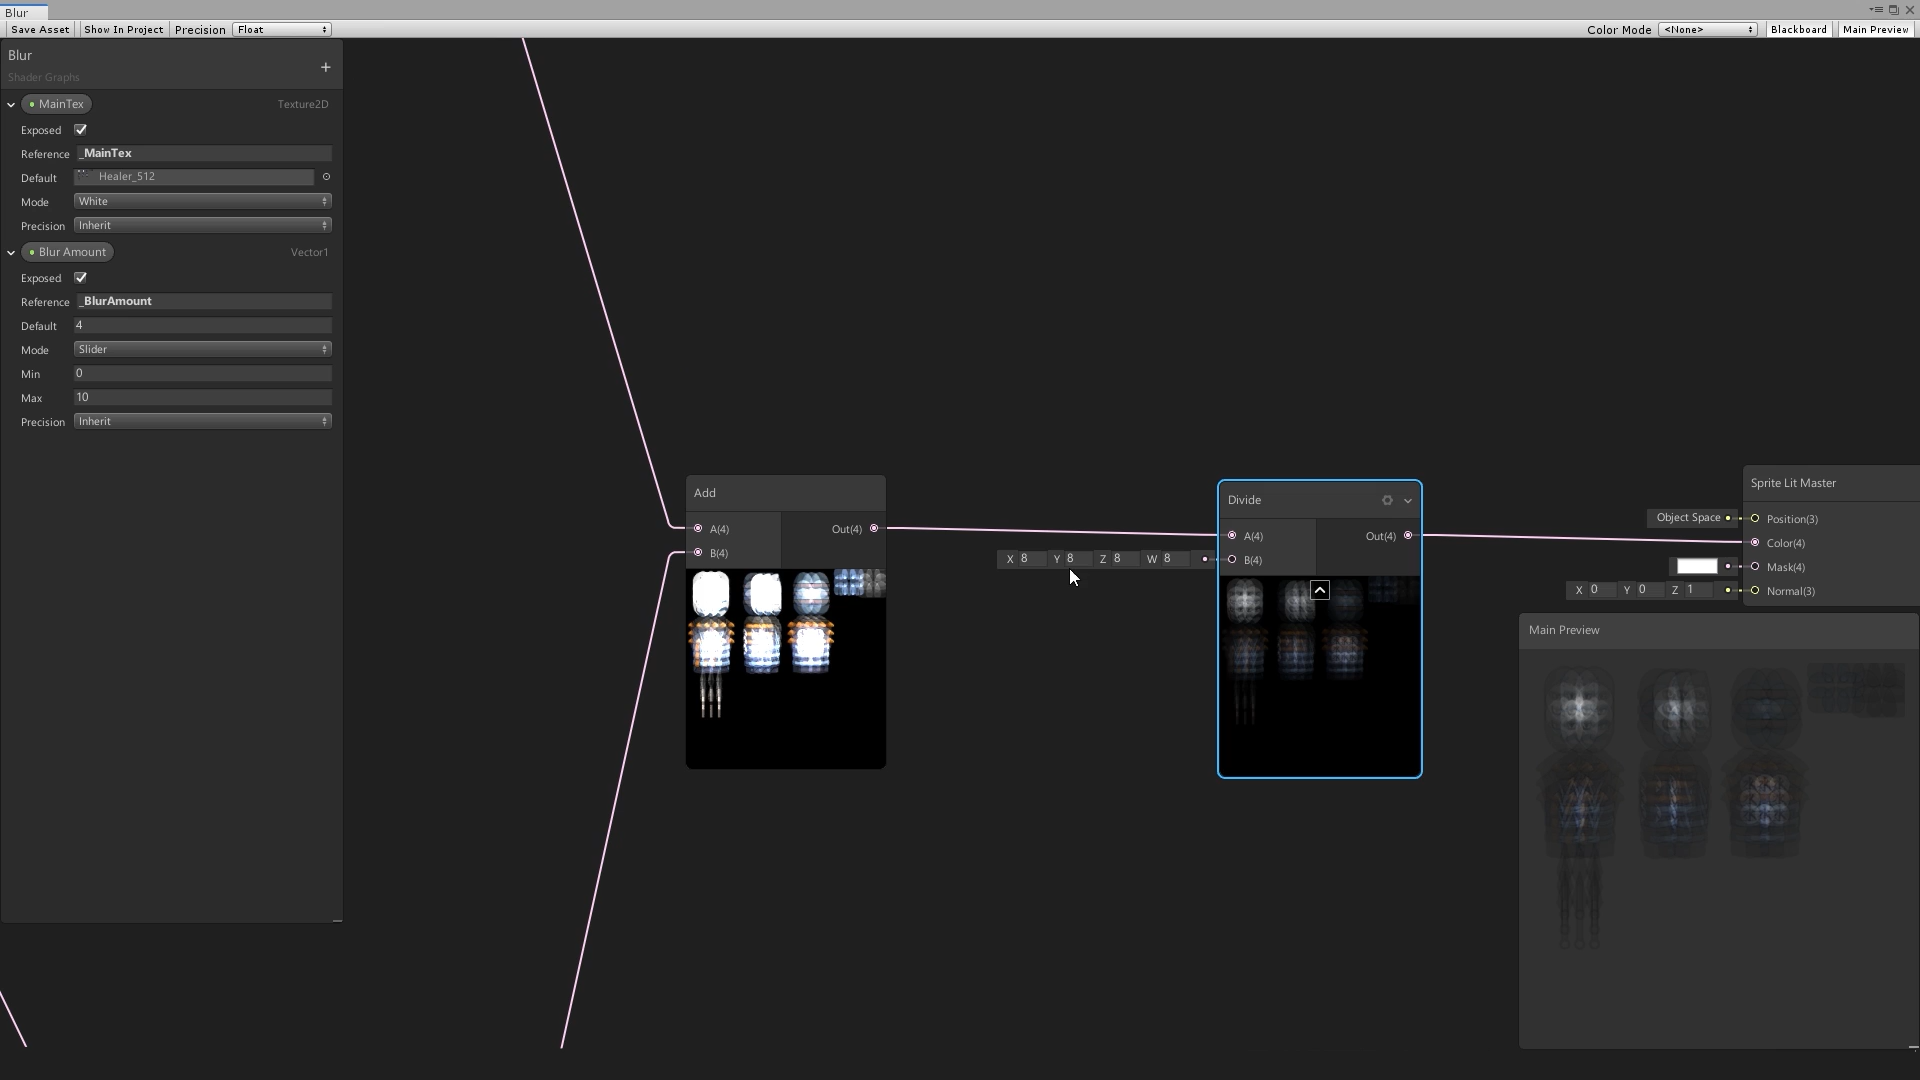 Blur
Save Asset Show In Project Precision Float Color Mode <None> Blackboard Main Preview
Blur
Shader Graphs
MainTex Texture2D
Exposed
Reference _MainTex
Default Healer_512
Mode White
Precision Inherit
Blur Amount Vector1
Exposed
Reference _BlurAmount
Default 4
Mode Slider
Min 0
Max 10
Precision Inherit
Add
A(4) Out(4)
B(4)
X 8 Y 8 Z 8 W 8
Divide
A(4) Out(4)
B(4)
Sprite Lit Master
Object Space Position(3)
Color(4)
Mask(4)
X 0 Y 0 Z 1 Normal(3)
Main Preview